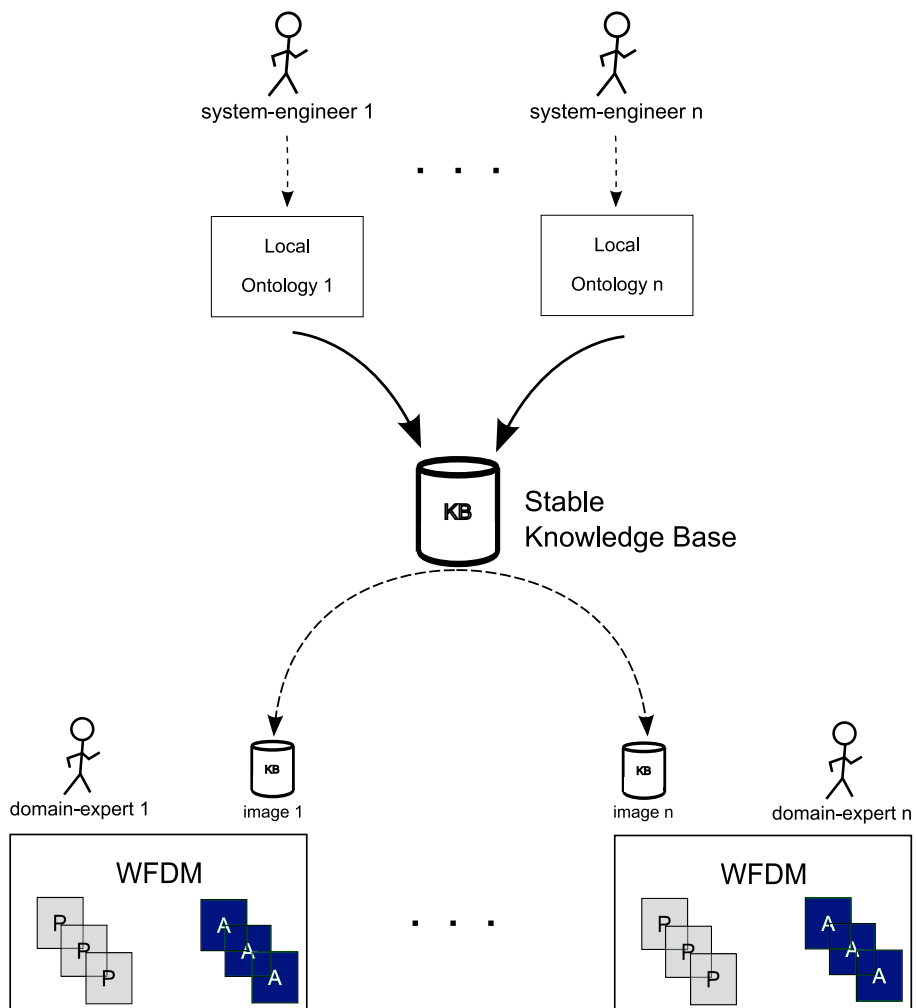 system-engineer 1
system-engineer n
. . .
Local
Ontology 1
Local
Ontology n
KB
Stable
Knowledge Base
KB
image 1
KB
image n
domain-expert 1
domain-expert n
WFDM
P
P
P
A
A
A
. . .
WFDM
P
P
P
A
A
A